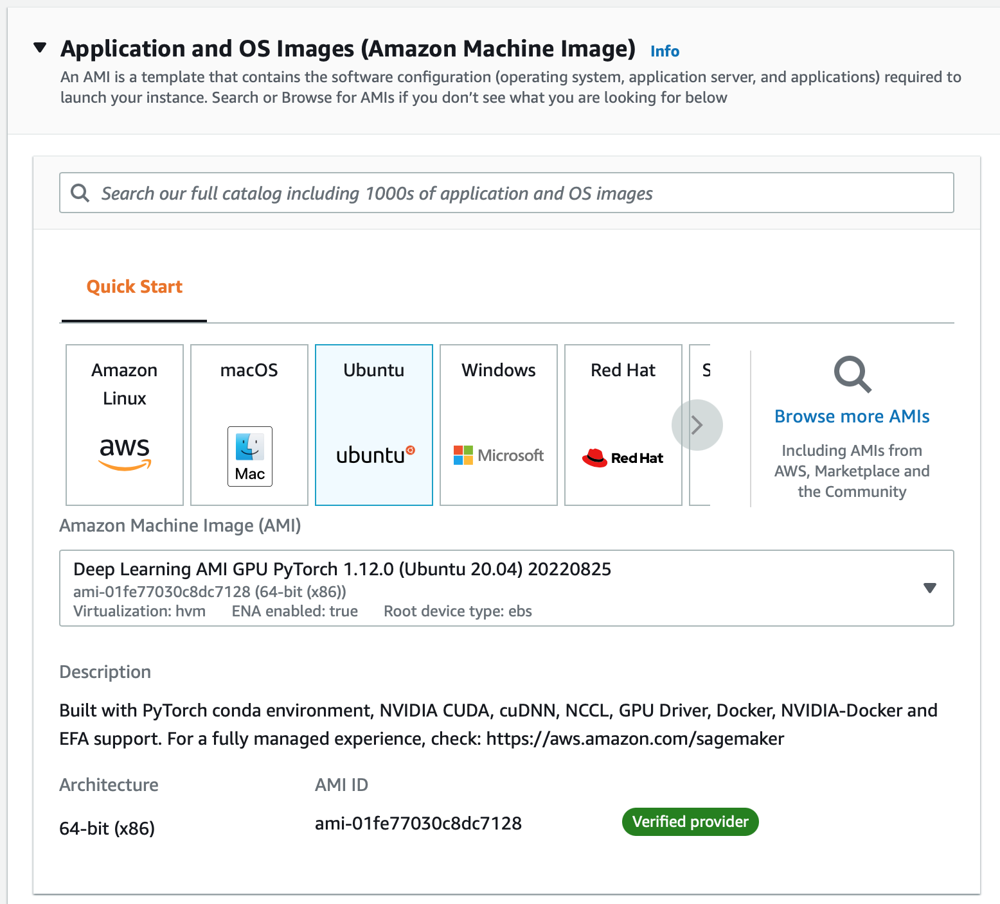 Application and OS Images (Amazon Machine Image) Info
An AMI is a template that contains the software configuration (operating system, application server, and applications) required to
launch your instance. Search or Browse for AMIs if you don’t see what you are looking for below
Search our full catalog including 1000s of application and OS images
Quick Start
Amazon
Linux
aws
macOS
Mac
Ubuntu
ubuntu
Windows
Microsoft
Red Hat
Red Hat
S
Browse more AMIs
Including AMIs from
AWS, Marketplace and
the Community
Amazon Machine Image (AMI)
Deep Learning AMI GPU PyTorch 1.12.0 (Ubuntu 20.04) 20220825
ami-01fe77030c8dc7128 (64-bit (x86))
Virtualization: hvm ENA enabled: true Root device type: ebs
Description
Built with PyTorch conda environment, NVIDIA CUDA, cuDNN, NCCL, GPU Driver, Docker, NVIDIA-Docker and
EFA support. For a fully managed experience, check: https://aws.amazon.com/sagemaker
Architecture
64-bit (x86)
AMI ID
ami-01fe77030c8dc7128
Verified provider